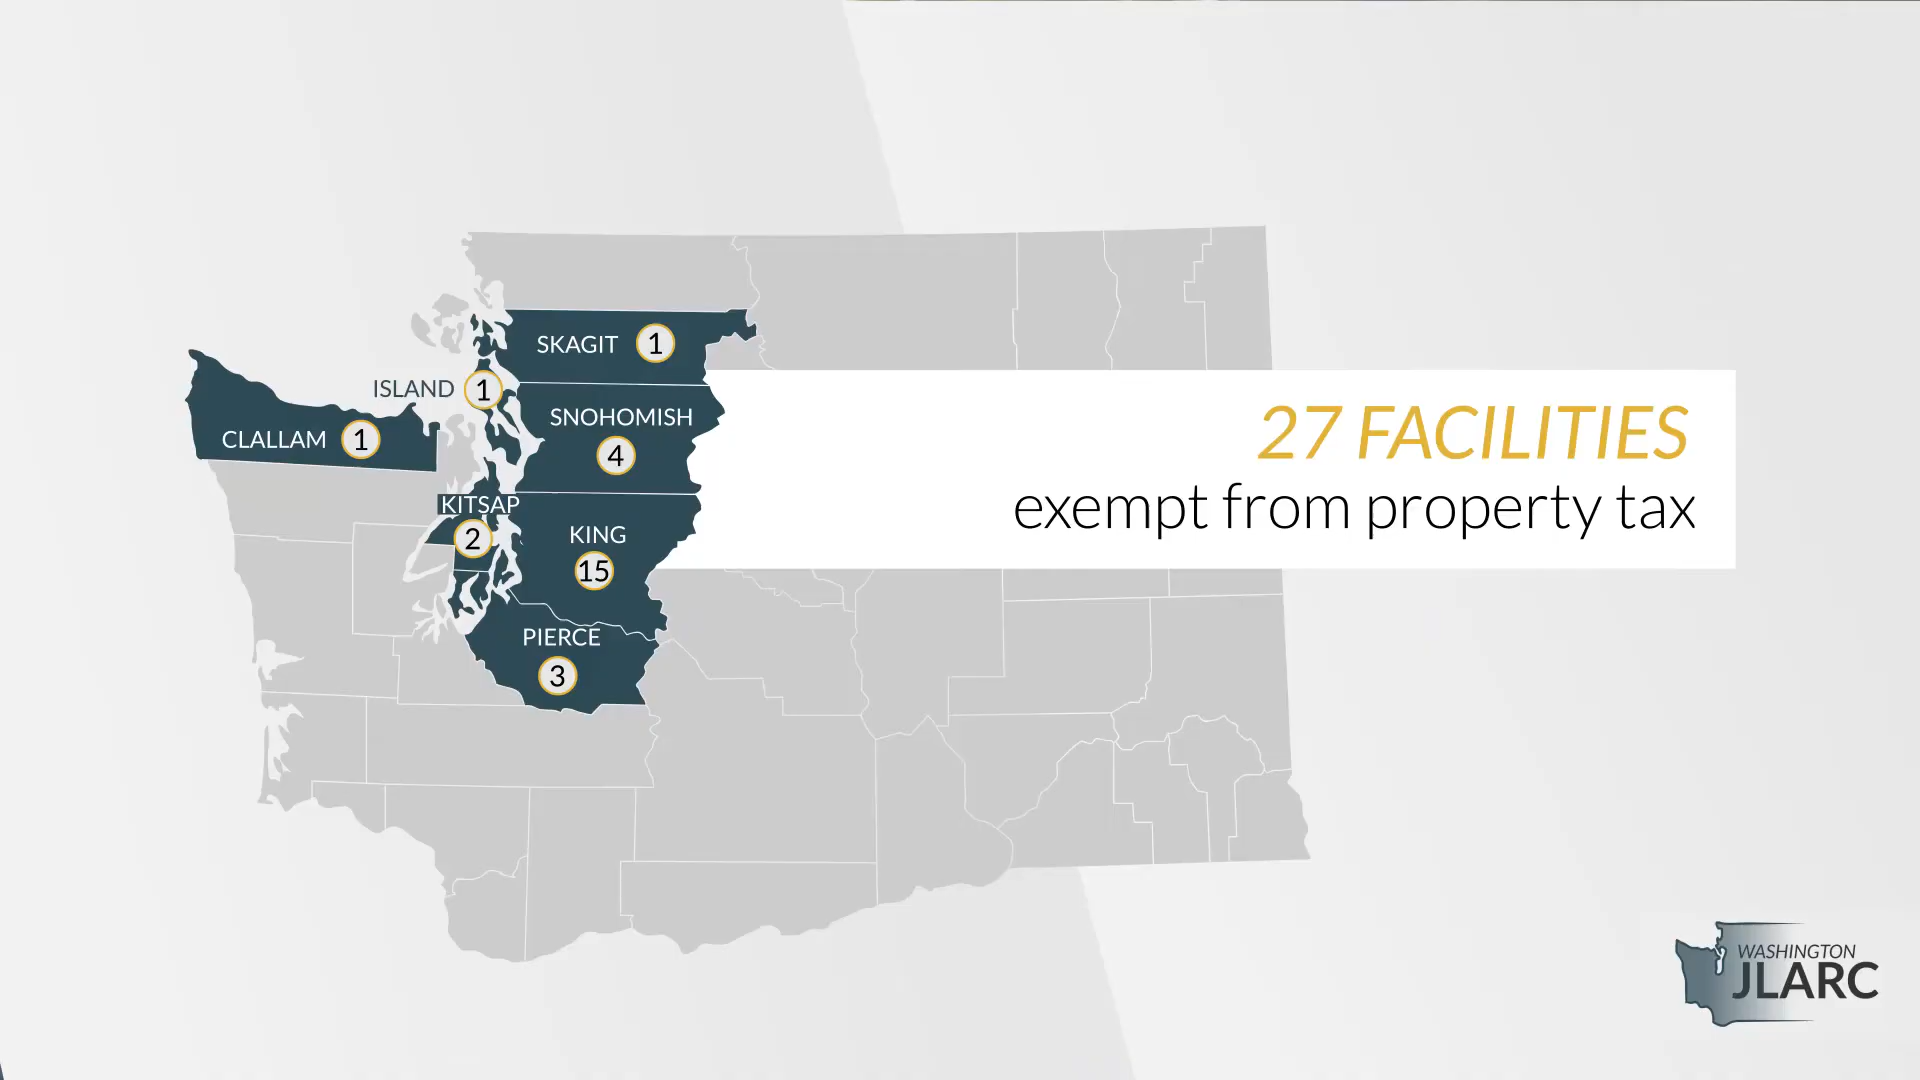 SKAGIT 1
ISLAND 1
SNOHOMISH
4
CLALLAM 1
KITSAP
2
KING
15
PIERCE
3
27 FACILITIES
exempt from property tax
WASHINGTON
JLARC